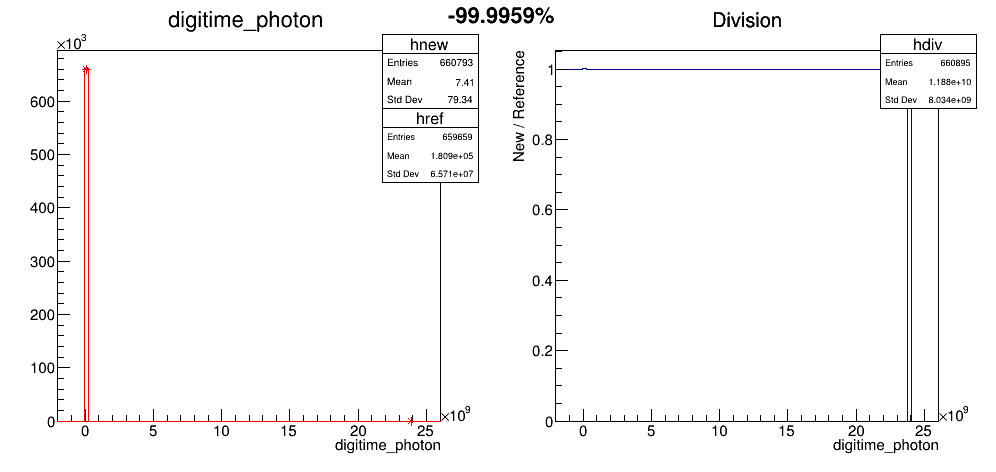 -99.9959%
digitime_photon
×10³
hnew
Entries 660793
Mean 7.41
Std Dev 79.34
href
Entries 659659
Mean 1.809e+05
Std Dev 6.571e+07
600
500
400
300
200
100
0
0 5 10 15 20 25 ×10⁹
digitime_photon
Division
hdiv
Entries 660895
Mean 1.188e+10
Std Dev 8.034e+09
New / Reference
1
0.8
0.6
0.4
0.2
0
0 5 10 15 20 25 ×10⁹
digitime_photon